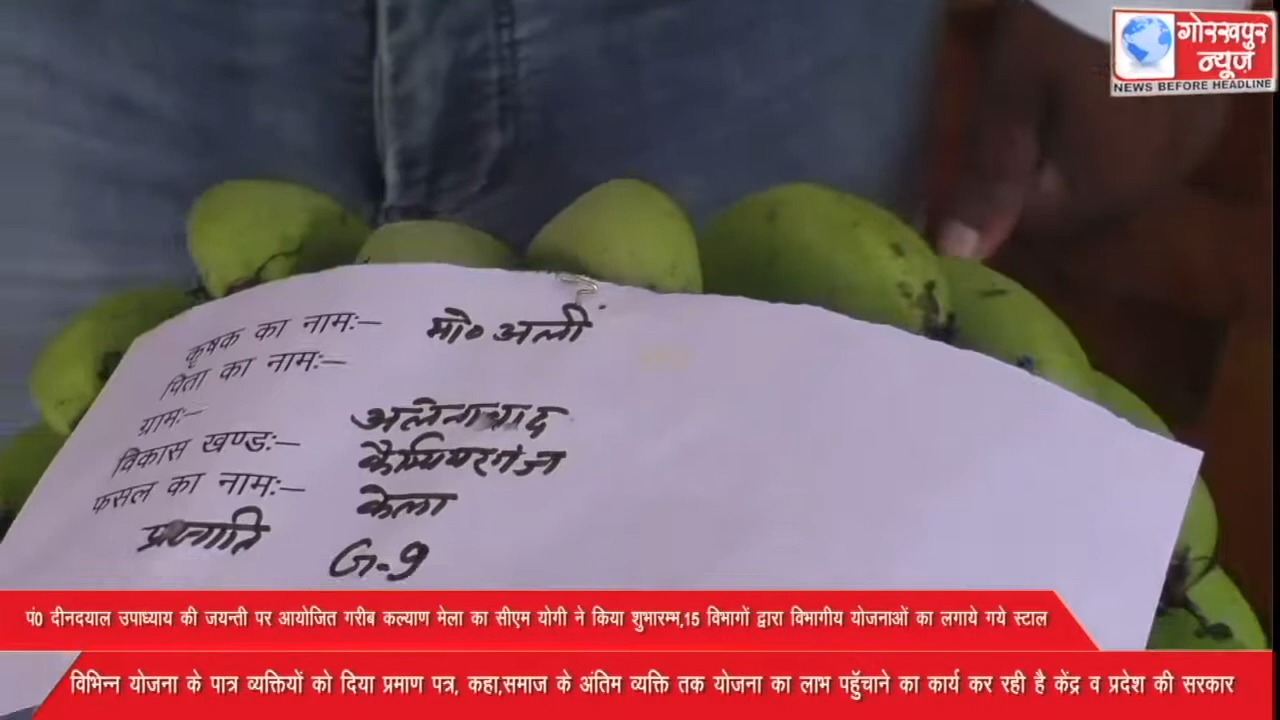 गोरखपुर
न्यूज़
NEWS BEFORE HEADLINE
कृषक का नाम:— मो० अली
पिता का नाम:—
ग्राम:— अलेनाबाद
विकास खण्ड:— कैम्पियरगंज
फसल का नाम:— केला
प्रजाति G-9
पं0 दीनदयाल उपाध्याय की जयन्ती पर आयोजित गरीब कल्याण मेला का सीएम योगी ने किया शुभारम्भ,15 विभागों द्वारा विभागीय योजनाओं का लगाये गये स्टाल
विभिन्न योजना के पात्र व्यक्तियों को दिया प्रमाण पत्र, कहा,समाज के अंतिम व्यक्ति तक योजना का लाभ पहुँचाने का कार्य कर रही है केंद्र व प्रदेश की सरकार